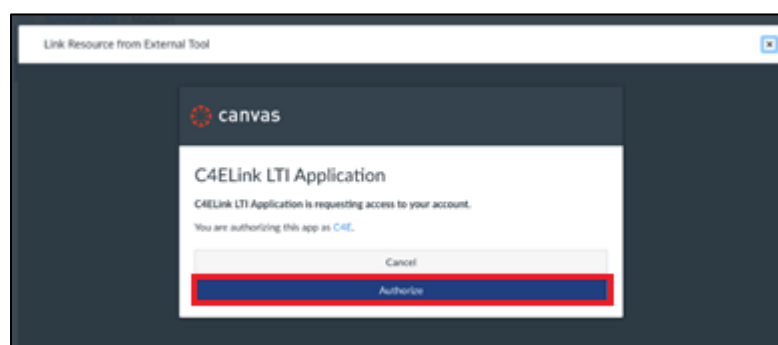 Link Resource from External Tool
canvas
C4ELink LTI Application
C4ELink LTI Application is requesting access to your account.
You are authorizing this app as C4E.
Cancel
Authorize